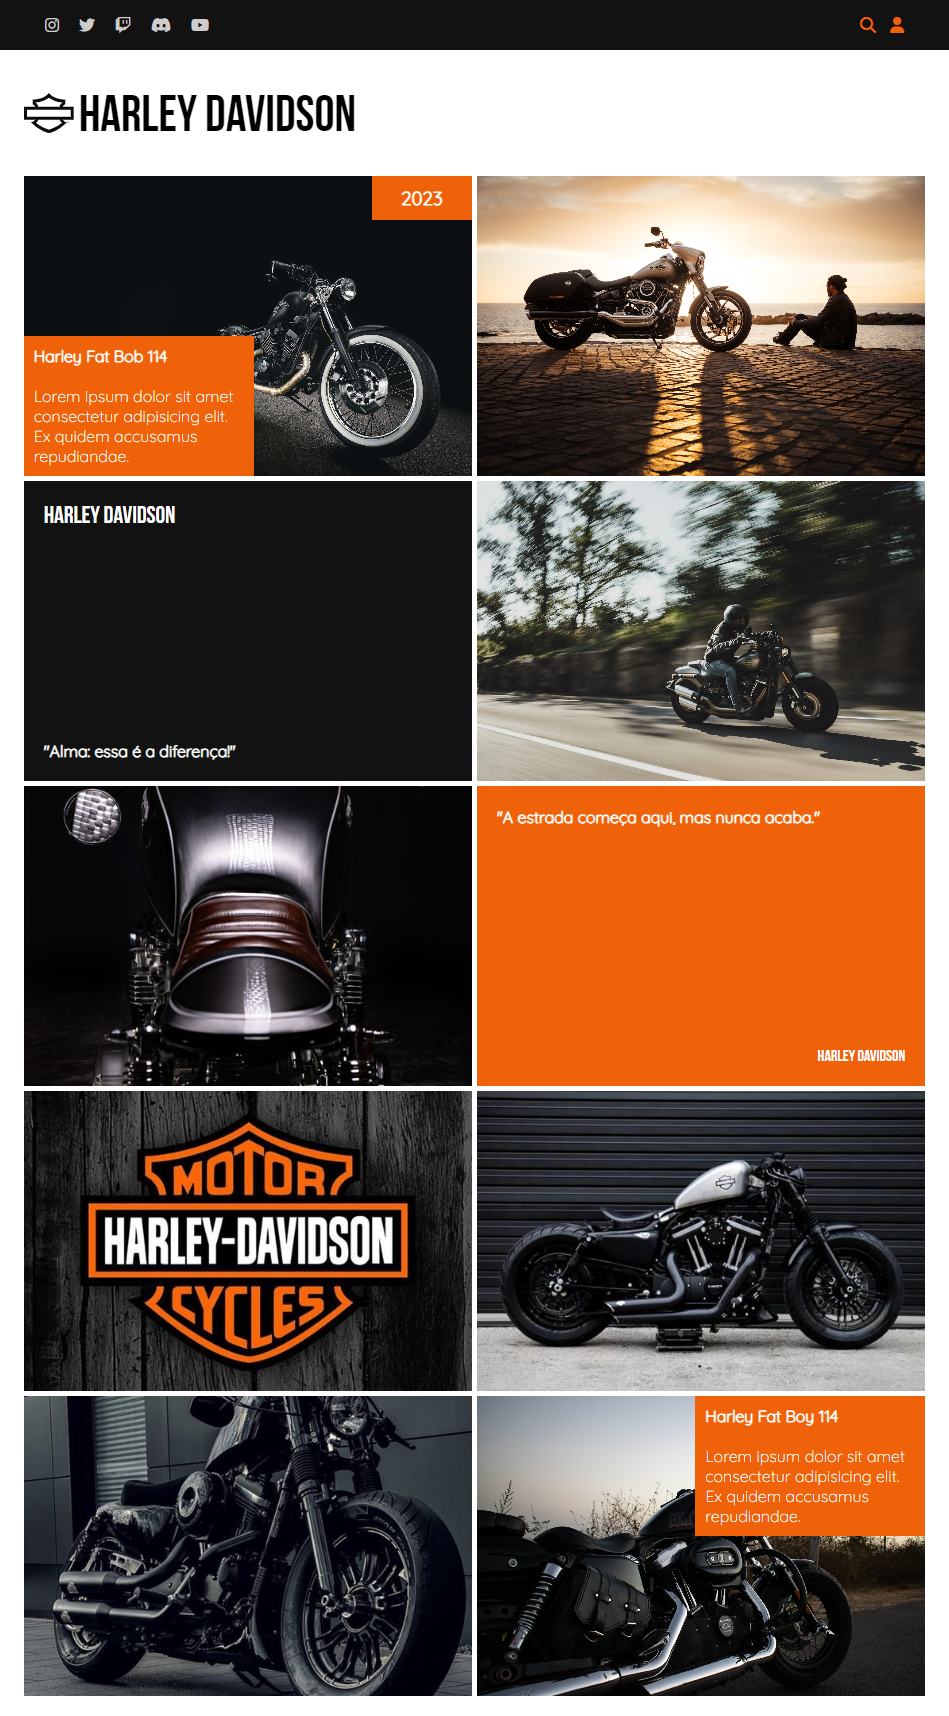 HARLEY DAVIDSON
2023
Harley Fat Bob 114
Lorem ipsum dolor sit amet
consectetur adipisicing elit.
Ex quidem accusamus
repudiandae.
HARLEY DAVIDSON
"Alma: essa é a diferença!"
"A estrada começa aqui, mas nunca acaba."
HARLEY DAVIDSON
MOTOR
HARLEY-DAVIDSON
CYCLES
Harley Fat Boy 114
Lorem ipsum dolor sit amet
consectetur adipisicing elit.
Ex quidem accusamus
repudiandae.